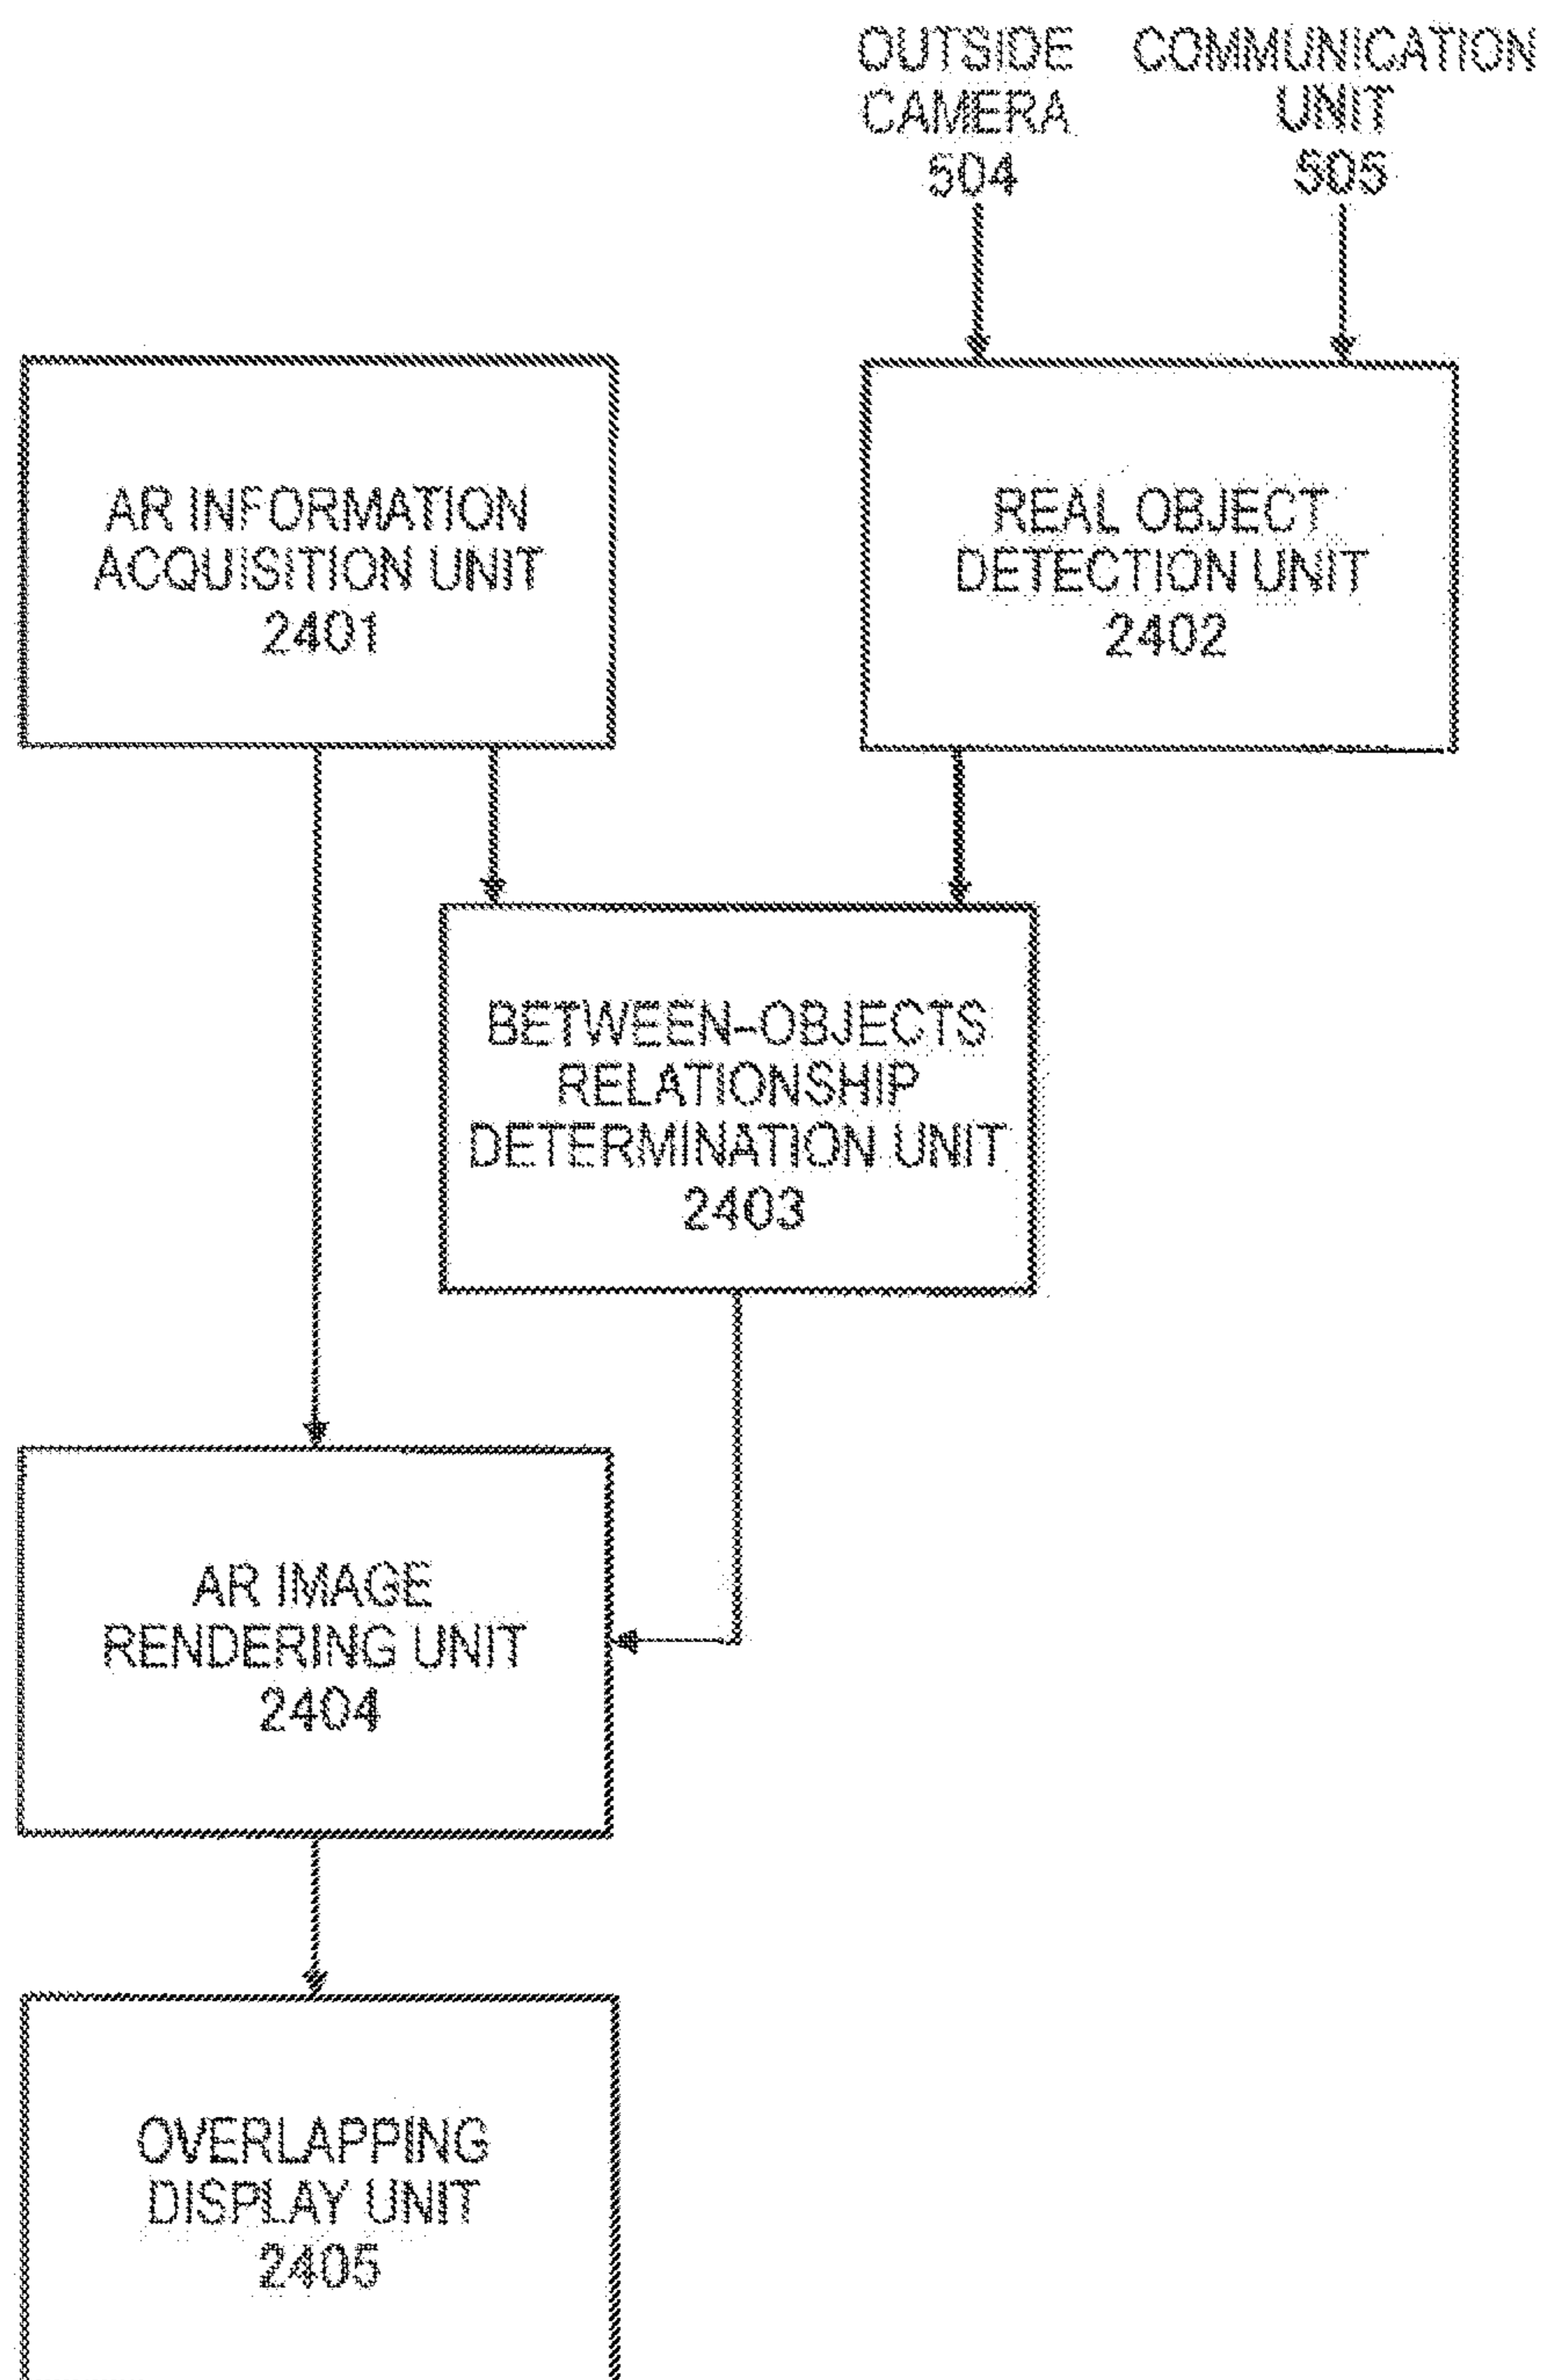 OUTSIDE
CAMERA
504
COMMUNICATION
UNIT
505
AR INFORMATION
ACQUISITION UNIT
2401
REAL OBJECT
DETECTION UNIT
2402
BETWEEN-OBJECTS
RELATIONSHIP
DETERMINATION UNIT
2403
AR IMAGE
RENDERING UNIT
2404
OVERLAPPING
DISPLAY UNIT
2405